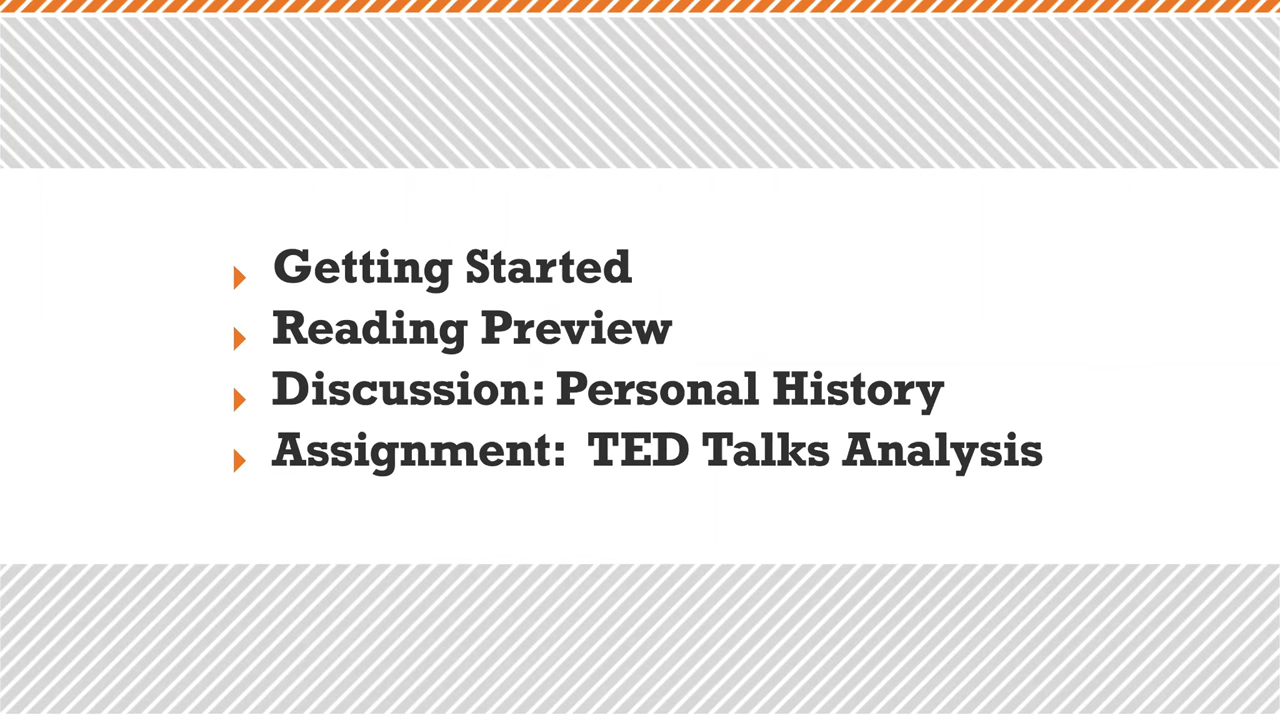 Getting Started
Reading Preview
Discussion: Personal History
Assignment:  TED Talks Analysis